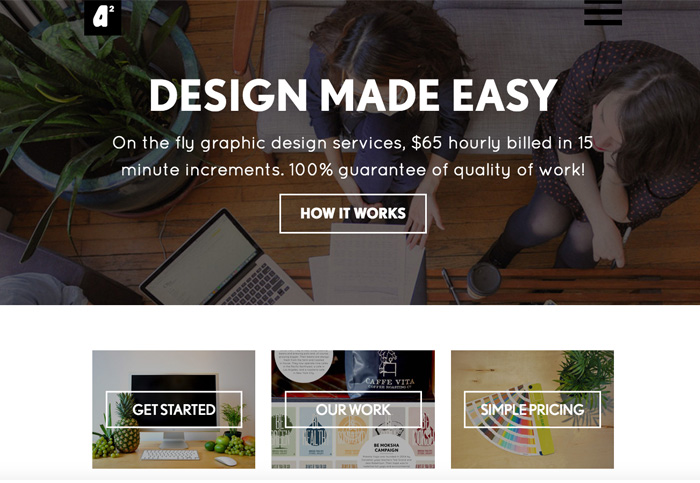 a²
DESIGN MADE EASY
On the fly graphic design services, $65 hourly billed in 15
minute increments. 100% guarantee of quality of work!
HOW IT WORKS
GET STARTED
CAFFE VITA
OUR WORK
SIMPLE PRICING
BE MOKSHA
CAMPAIGN